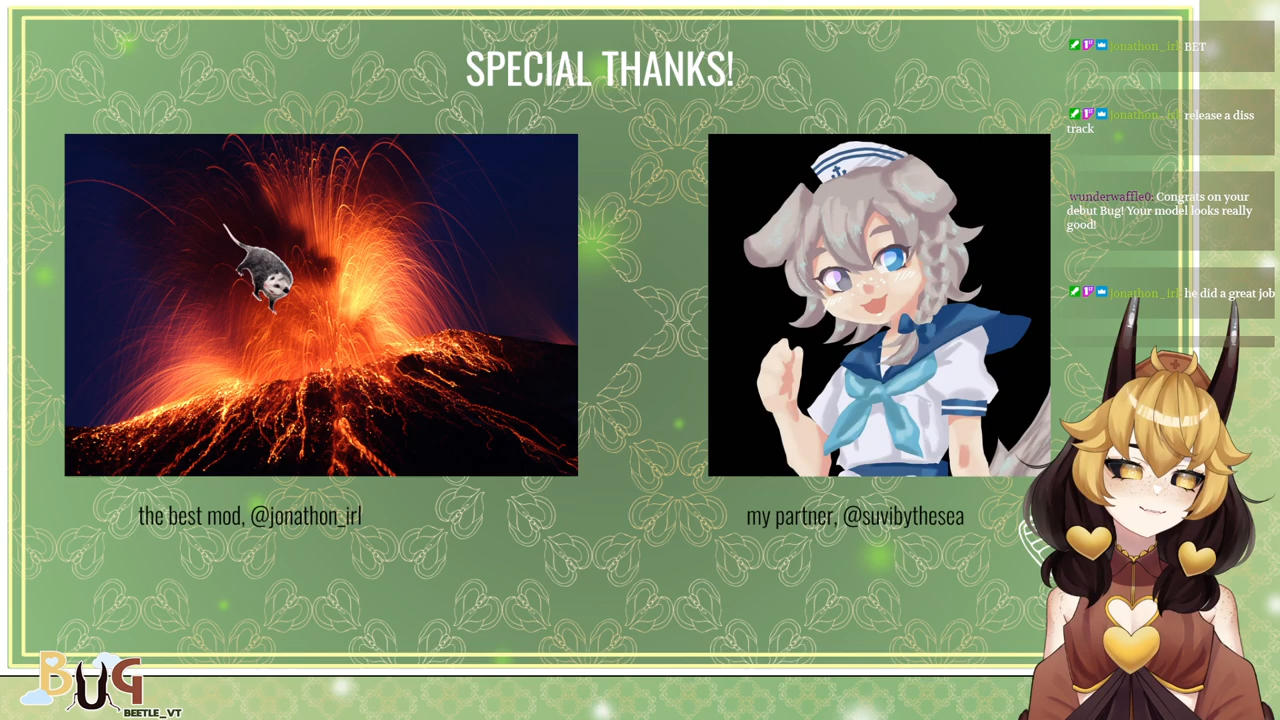 SPECIAL THANKS!
the best mod, @jonathon_irl
my partner, @suvibythesea
jonathon_irl: BET
jonathon_irl: release a diss
track
wunderwaffle0: Congrats on your
debut Bug! Your model looks really
good!
jonathon_irl: he did a great job
BUG
BEETLE_VT